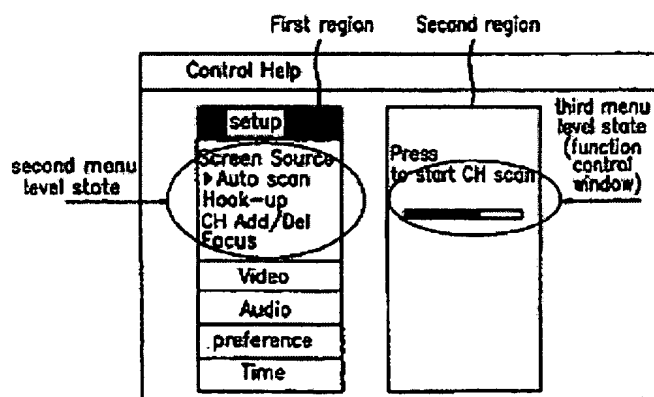 First region
Second region
Control Help
setup
Screen Source
Auto scan
Hook-up
CH Add/Del
Focus
Video
Audio
preference
Time
second manu
level state
Press
to start CH scan
third menu
level state
(function
control
window)